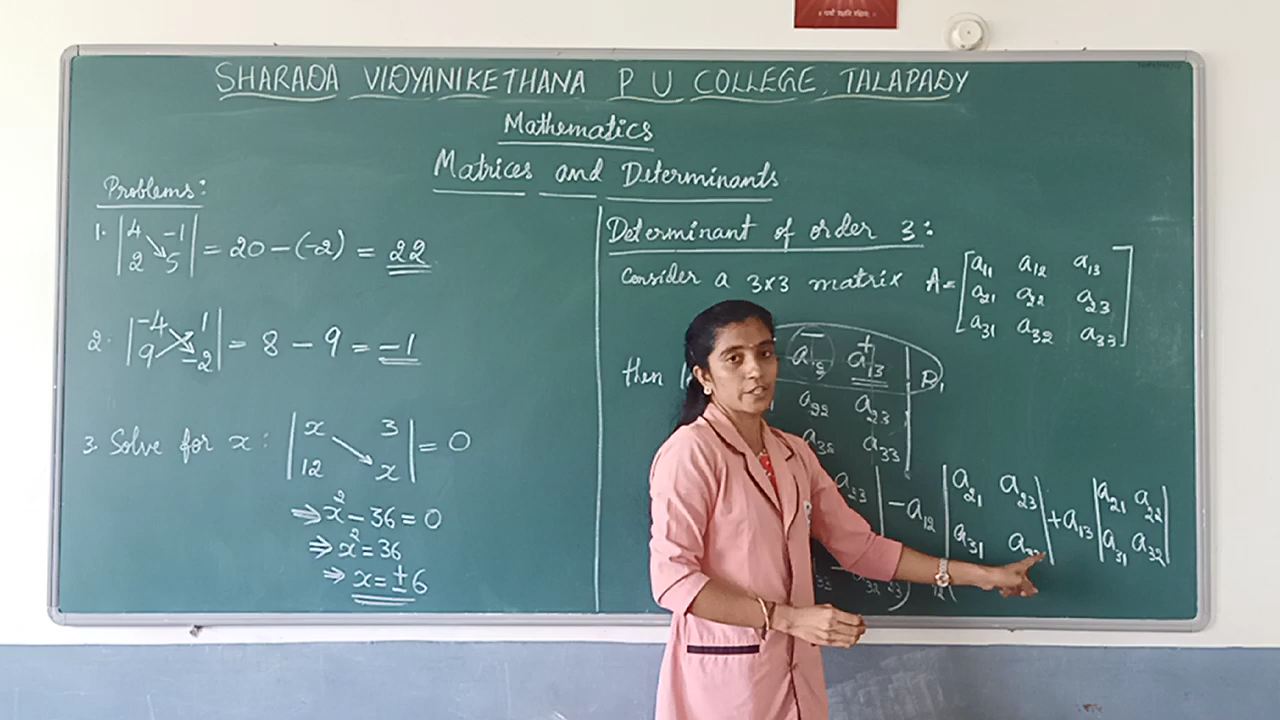 SHARADA VIDYANIKETHANA P U COLLEGE, TALAPADY
Mathematics
Matrices and Determinants
Problems:
1. | 4 -1 | = 20 - (-2) = 22
| 2 5 |
2. | -4 1 | = 8 - 9 = -1
| 9 -2 |
3. Solve for x: | x 3 | = 0
| 12 x |
⇒ x² - 36 = 0
⇒ x² = 36
⇒ x = ± 6
Determinant of order 3:
Consider a 3×3 matrix A = [ a₁₁ a₁₂ a₁₃
a₂₁ a₂₂ a₂₃
a₃₁ a₃₂ a₃₃ ]
then
- +
a₁₂ a₁₃ | R₁
a₂₂ a₂₃
a₃₂ a₃₃ |
a₂₃ | - a₁₂ | a₂₁ a₂₃ | + a₁₃ | a₂₁ a₂₂ |
| a₃₁ | | a₃₁ a₃₂ |